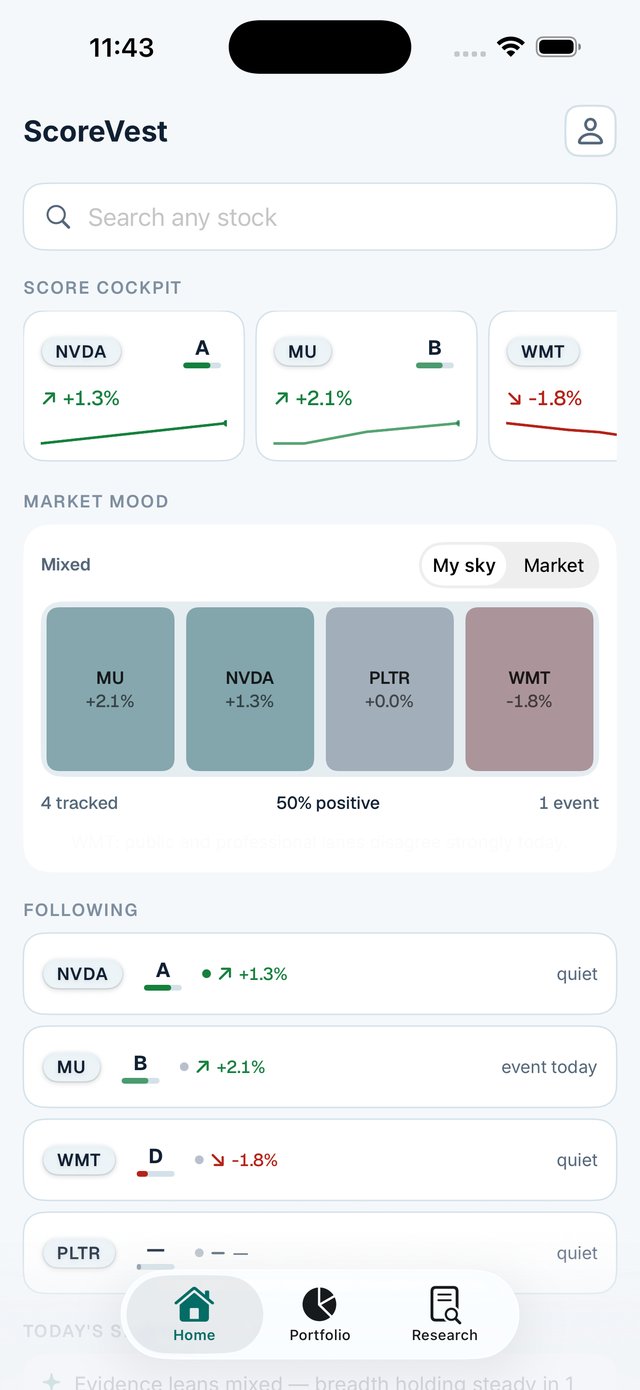 11:43
ScoreVest
Search any stock
SCORE COCKPIT
NVDA A
+1.3%
MU B
+2.1%
WMT
-1.8%
MARKET MOOD
Mixed My sky Market
MU
+2.1%
NVDA
+1.3%
PLTR
+0.0%
WMT
-1.8%
4 tracked 50% positive 1 event
WMT: public and professional lanes disagree strongly today.
FOLLOWING
NVDA A +1.3% quiet
MU B +2.1% event today
WMT D -1.8% quiet
PLTR — — — quiet
TODAY'S
Evidence leans mixed — breadth holding steady in 1
Home Portfolio Research